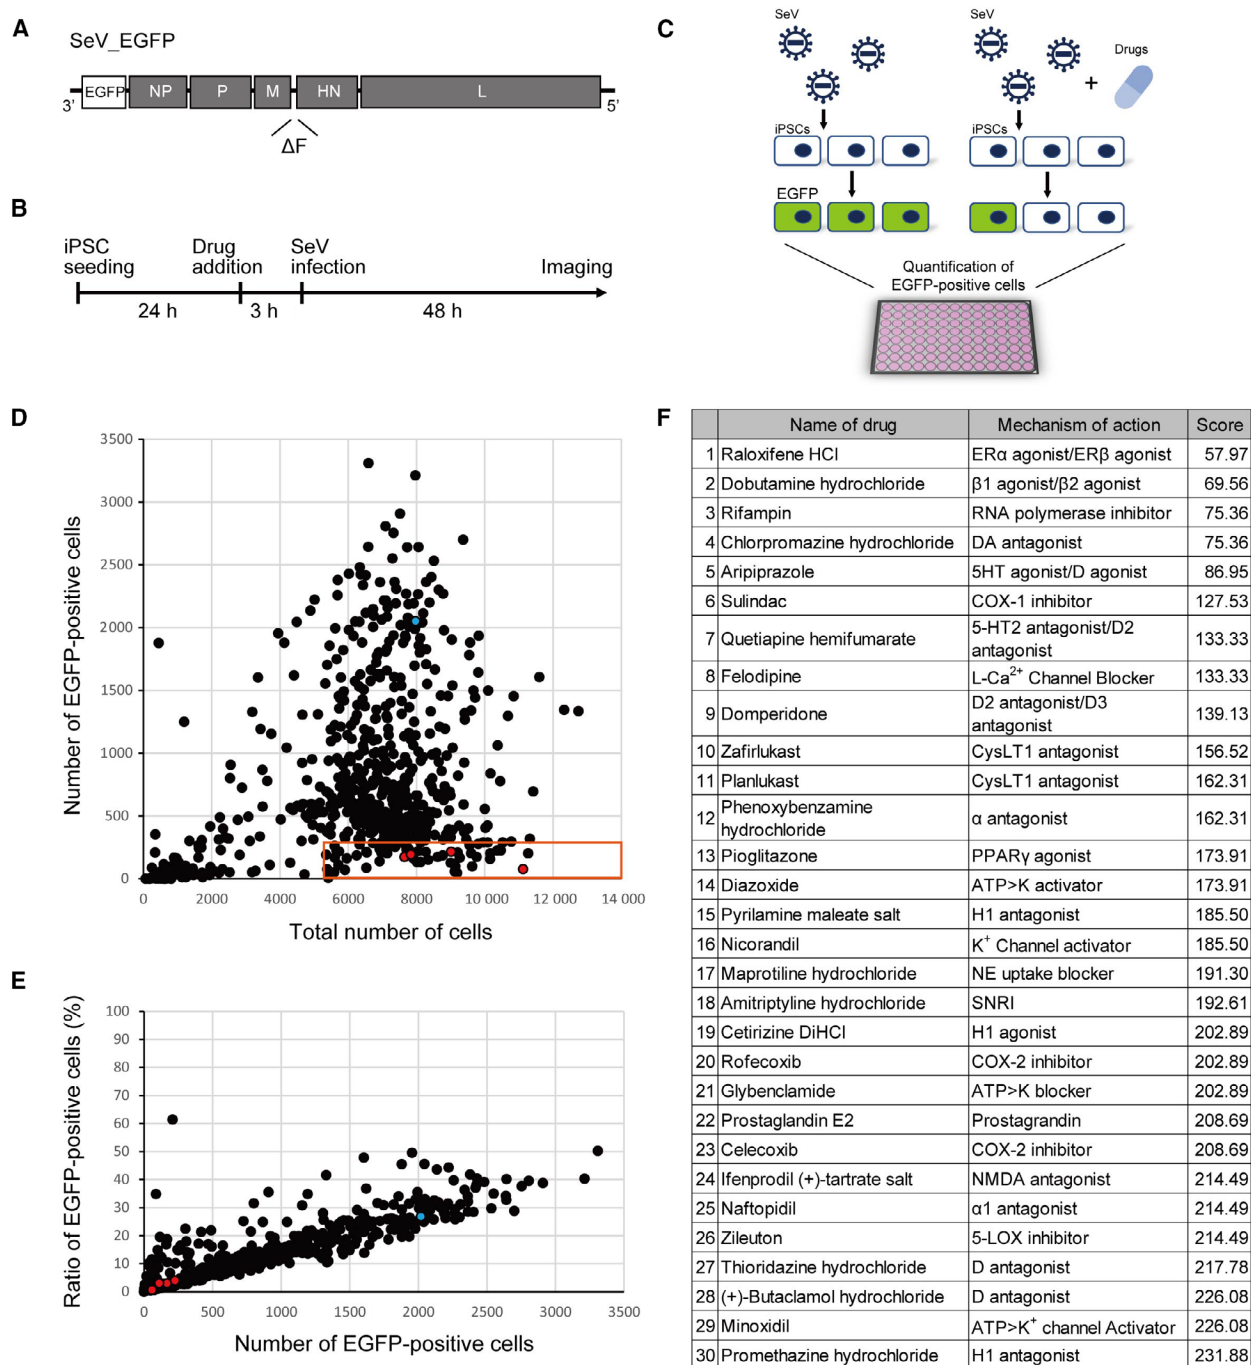 A
SeV_EGFP
3'
EGFP
NP
P
M
HN
L
5'
ΔF
B
iPSC
seeding
Drug
addition
SeV
infection
Imaging
24 h
3 h
48 h
C
SeV
SeV
Drugs
+
iPSCs
iPSCs
EGFP
Quantification of
EGFP-positive cells
D
3500
3000
2500
2000
1500
1000
500
0
Number of EGFP-positive cells
0 2000 4000 6000 8000 10 000 12 000 14 000
Total number of cells
E
100
90
80
70
60
50
40
30
20
10
0
Ratio of EGFP-positive cells (%)
0 500 1000 1500 2000 2500 3000 3500
Number of EGFP-positive cells
F
Name of drug Mechanism of action Score
1 Raloxifene HCl ERα agonist/ERβ agonist 57.97
2 Dobutamine hydrochloride β1 agonist/β2 agonist 69.56
3 Rifampin RNA polymerase inhibitor 75.36
4 Chlorpromazine hydrochloride DA antagonist 75.36
5 Aripiprazole 5HT agonist/D agonist 86.95
6 Sulindac COX-1 inhibitor 127.53
7 Quetiapine hemifumarate 5-HT2 antagonist/D2
antagonist 133.33
8 Felodipine L-Ca2+ Channel Blocker 133.33
9 Domperidone D2 antagonist/D3
antagonist 139.13
10 Zafirlukast CysLT1 antagonist 156.52
11 Planlukast CysLT1 antagonist 162.31
12 Phenoxybenzamine
hydrochloride α antagonist 162.31
13 Pioglitazone PPARγ agonist 173.91
14 Diazoxide ATP>K activator 173.91
15 Pyrilamine maleate salt H1 antagonist 185.50
16 Nicorandil K+ Channel activator 185.50
17 Maprotiline hydrochloride NE uptake blocker 191.30
18 Amitriptyline hydrochloride SNRI 192.61
19 Cetirizine DiHCl H1 agonist 202.89
20 Rofecoxib COX-2 inhibitor 202.89
21 Glybenclamide ATP>K blocker 202.89
22 Prostaglandin E2 Prostagrandin 208.69
23 Celecoxib COX-2 inhibitor 208.69
24 Ifenprodil (+)-tartrate salt NMDA antagonist 214.49
25 Naftopidil α1 antagonist 214.49
26 Zileuton 5-LOX inhibitor 214.49
27 Thioridazine hydrochloride D antagonist 217.78
28 (+)-Butaclamol hydrochloride D antagonist 226.08
29 Minoxidil ATP>K+ channel Activator 226.08
30 Promethazine hydrochloride H1 antagonist 231.88